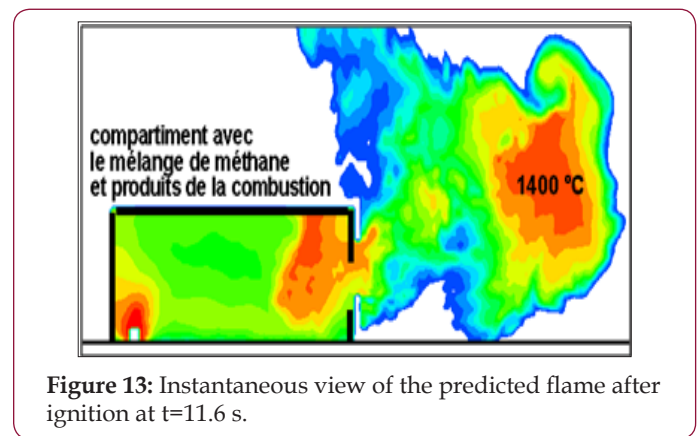 compartiment avec
le mélange de méthane
et produits de la combustion
1400 ºC
Figure 13: Instantaneous view of the predicted flame after
ignition at t=11.6 s.